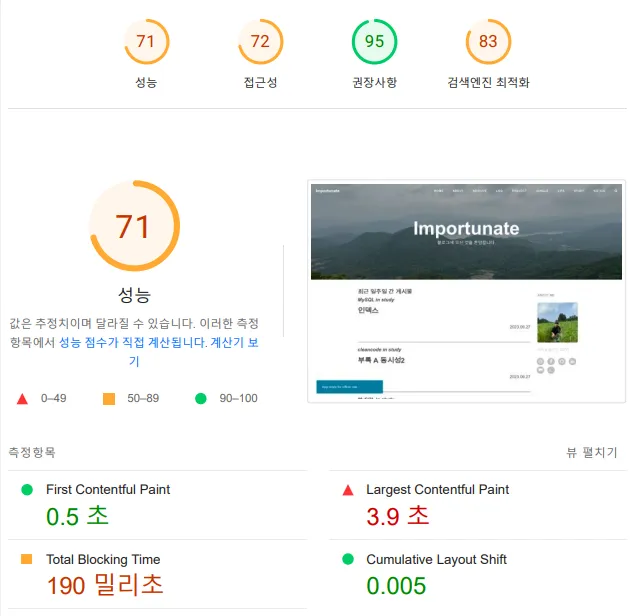 71
72
95
83
성능
접근성
권장사항
검색엔진 최적화
71
성능
값은 추정치이며 달라질 수 있습니다. 이러한 측정
항목에서 성능 점수가 직접 계산됩니다. 계산기 보
기
0–49
50–89
90–100
Importunate
HOME
Importunate
최근 일주일 간 게시물
MySQL in study
인덱스
2023.06.27
cleancode in study
부록 A 동시성2
2023.06.27
측정항목
뷰 펼치기
First Contentful Paint
0.5 초
Largest Contentful Paint
3.9 초
Total Blocking Time
190 밀리초
Cumulative Layout Shift
0.005